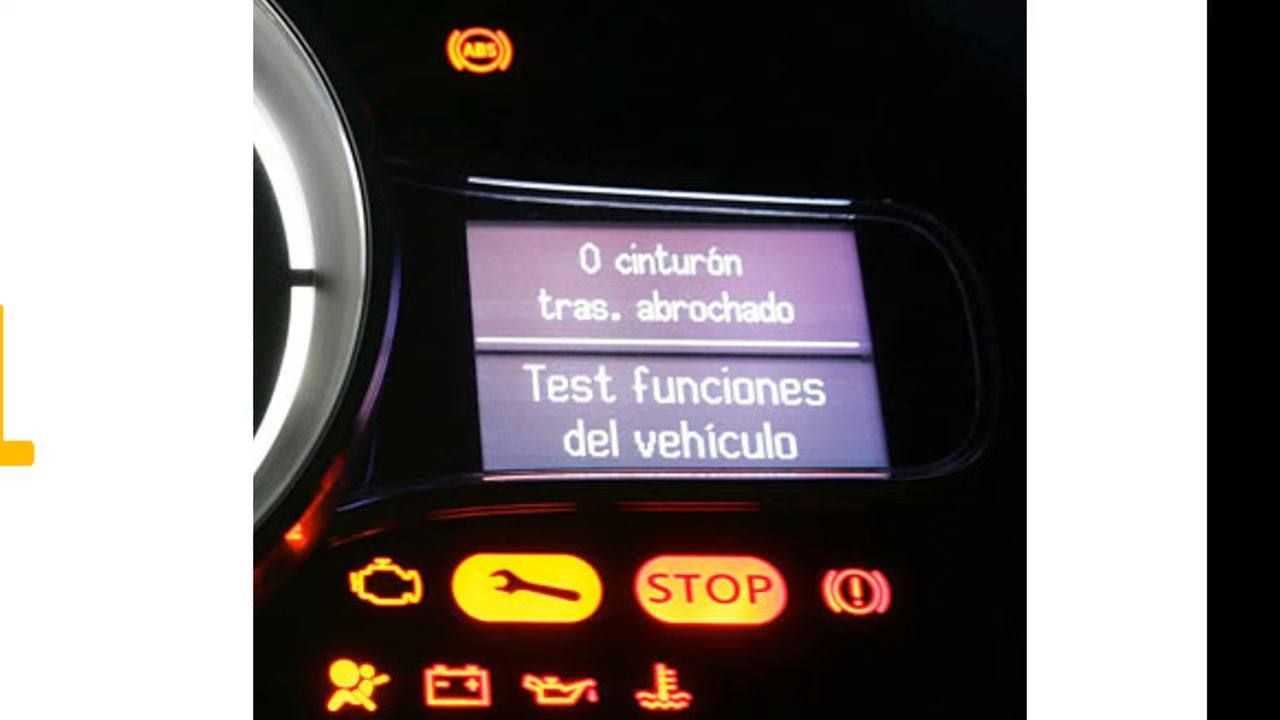 ABS
0 cinturón
tras. abrochado
Test funciones
del vehículo
STOP